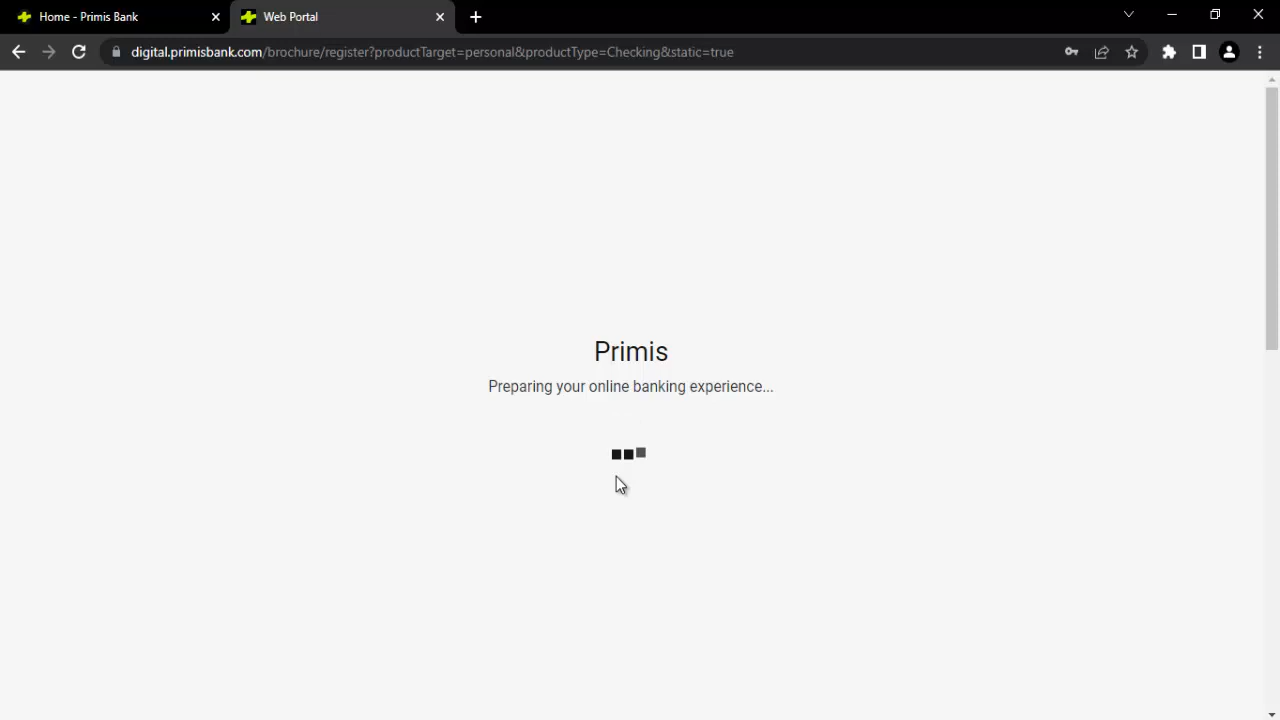 Home - Primis Bank
Web Portal
digital.primisbank.com/brochure/register?productTarget=personal&productType=Checking&static=true
Primis
Preparing your online banking experience...